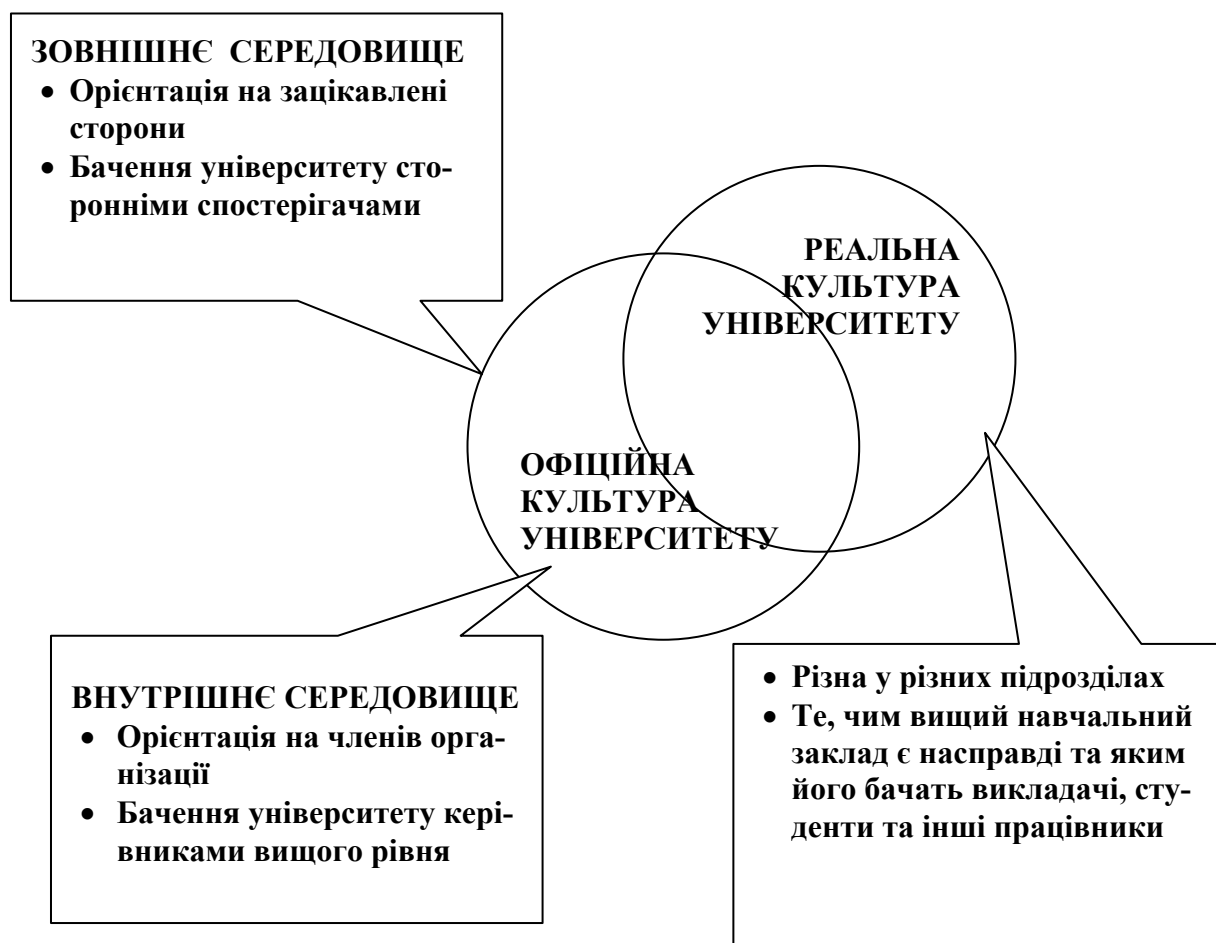 ЗОВНІШНЄ СЕРЕДОВИЩЕ
• Орієнтація на зацікавлені
сторони
• Бачення університету сто-
ронніми спостерігачами
РЕАЛЬНА
КУЛЬТУРА
УНІВЕРСИТЕТУ
ОФІЦІЙНА
КУЛЬТУРА
УНІВЕРСИТЕТУ
ВНУТРІШНЄ СЕРЕДОВИЩЕ
• Орієнтація на членів орга-
нізації
• Бачення університету кері-
вниками вищого рівня
• Різна у різних підрозділах
• Те, чим вищий навчальний
заклад є насправді та яким
його бачать викладачі, сту-
денти та інші працівники